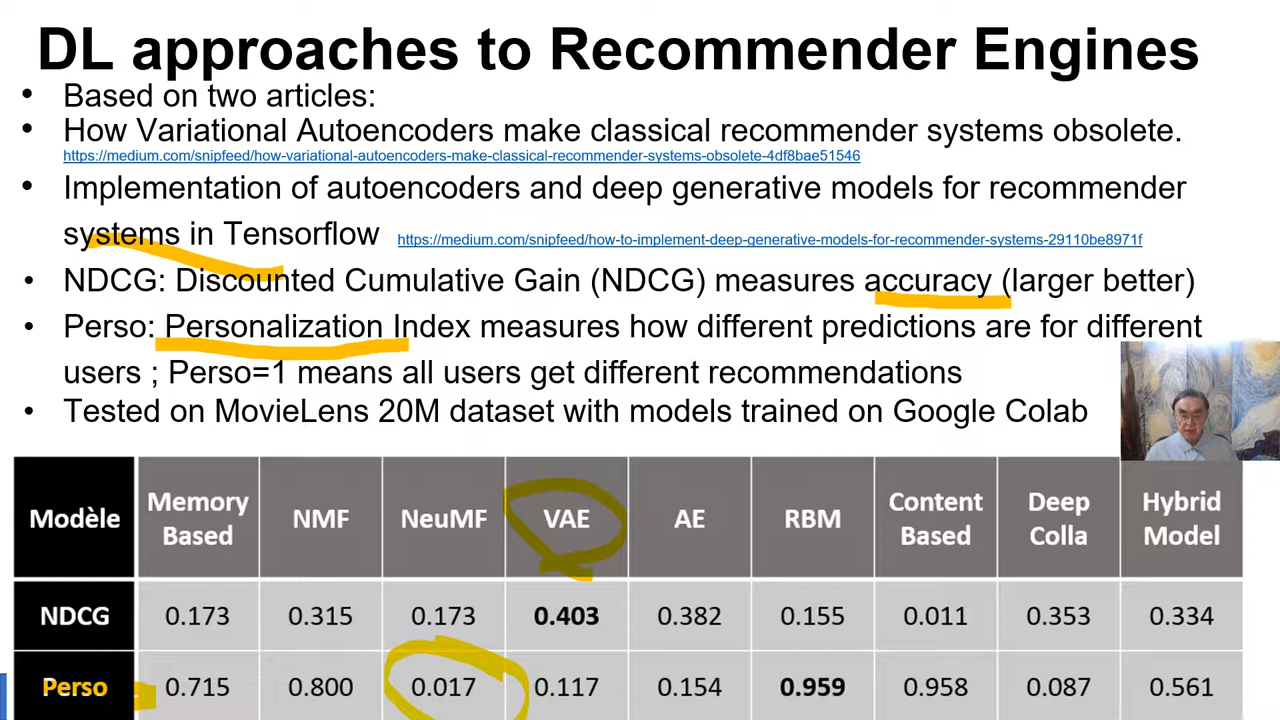 DL approaches to Recommender Engines
• Based on two articles:
• How Variational Autoencoders make classical recommender systems obsolete.
https://medium.com/snipfeed/how-variational-autoencoders-make-classical-recommender-systems-obsolete-4df8bae51546
• Implementation of autoencoders and deep generative models for recommender
systems in Tensorflow https://medium.com/snipfeed/how-to-implement-deep-generative-models-for-recommender-systems-29110be8971f
• NDCG: Discounted Cumulative Gain (NDCG) measures accuracy (larger better)
• Perso: Personalization Index measures how different predictions are for different
users ; Perso=1 means all users get different recommendations
• Tested on MovieLens 20M dataset with models trained on Google Colab
Modèle Memory Based NMF NeuMF VAE AE RBM Content Based Deep Colla Hybrid Model
NDCG 0.173 0.315 0.173 0.403 0.382 0.155 0.011 0.353 0.334
Perso 0.715 0.800 0.017 0.117 0.154 0.959 0.958 0.087 0.561